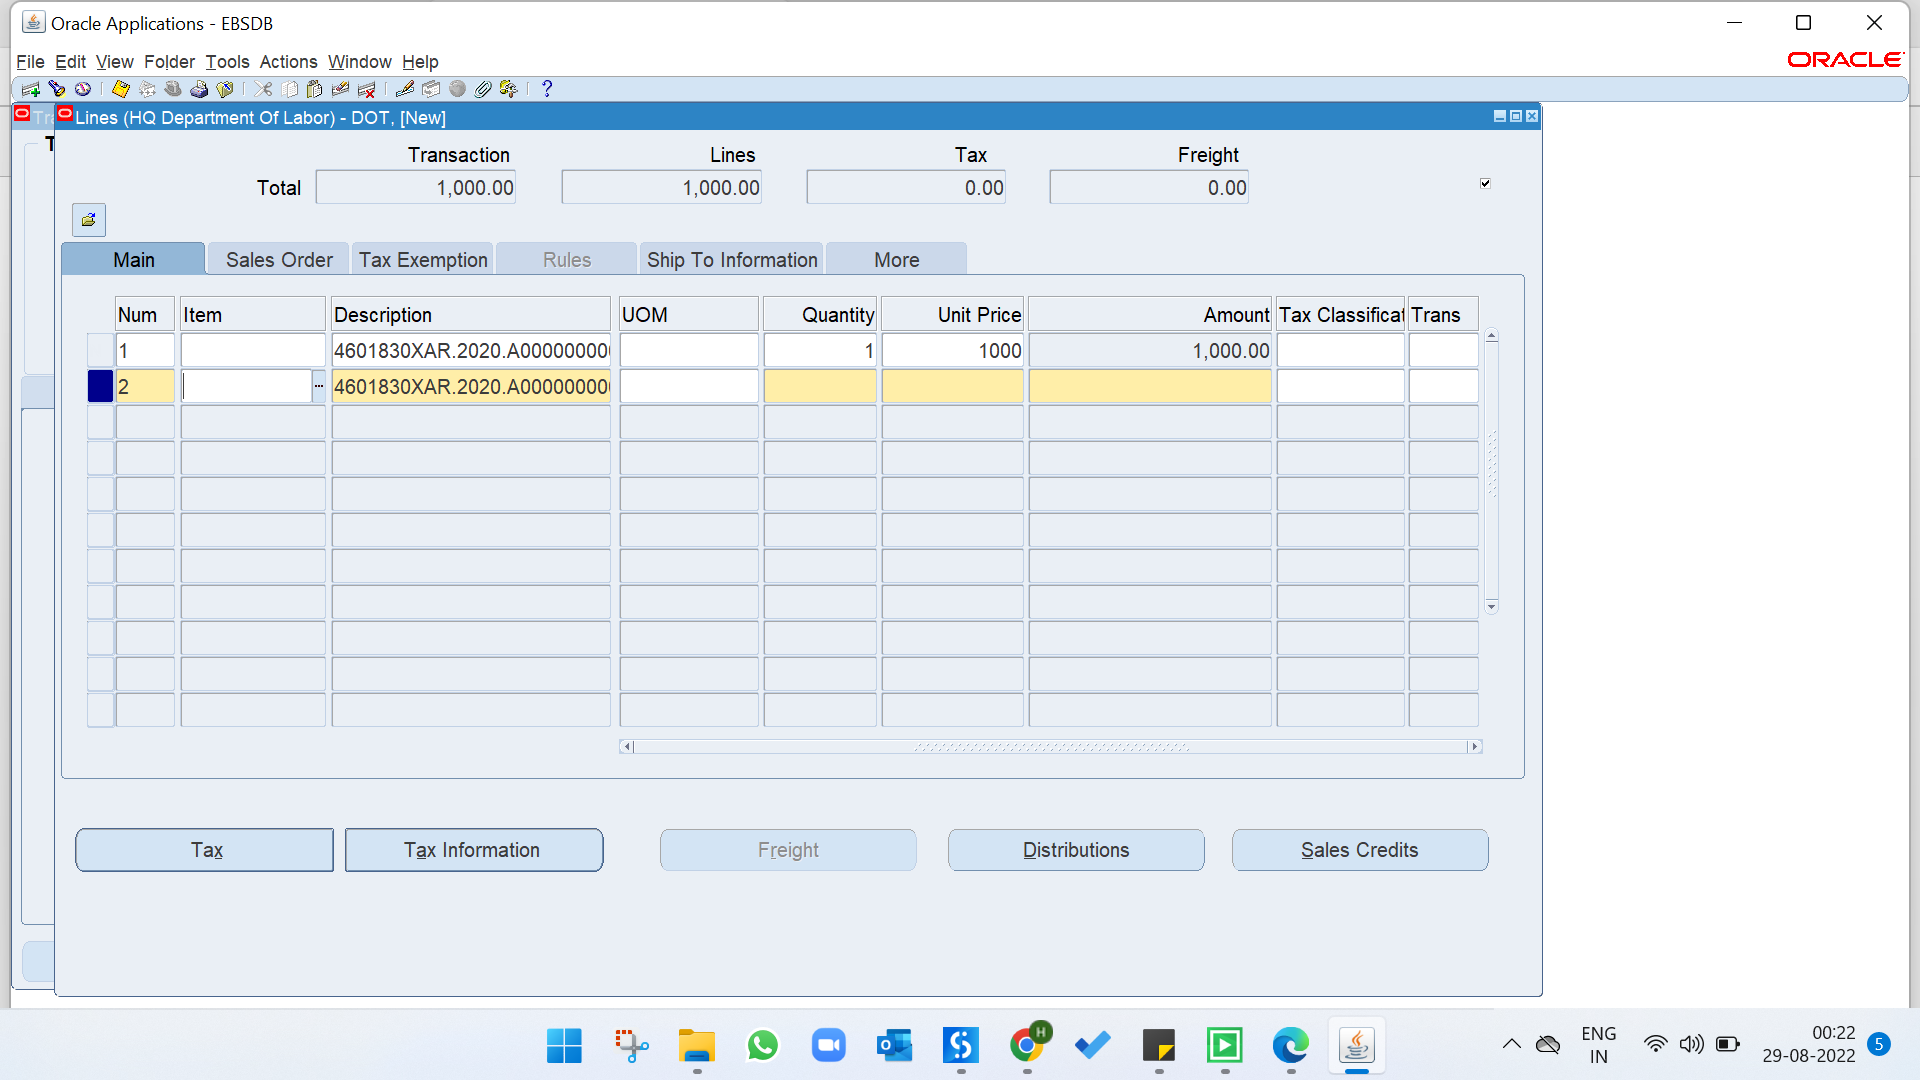 Oracle Applications - EBSDB
File Edit View Folder Tools Actions Window Help
ORACLE
Lines (HQ Department Of Labor) - DOT, [New]
Transaction Lines Tax Freight
Total 1,000.00 1,000.00 0.00 0.00
Main Sales Order Tax Exemption Rules Ship To Information More
Num Item Description UOM Quantity Unit Price Amount Tax Classificat Trans
1 4601830XAR.2020.A000000000 1 1000 1,000.00
2 4601830XAR.2020.A000000000
Tax Tax Information Freight Distributions Sales Credits
ENG
IN
00:22
29-08-2022
5
H